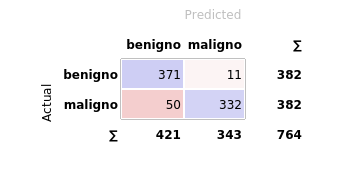 Predicted
benigno maligno Σ
benigno 371 11 382
Actual
maligno 50 332 382
Σ 421 343 764